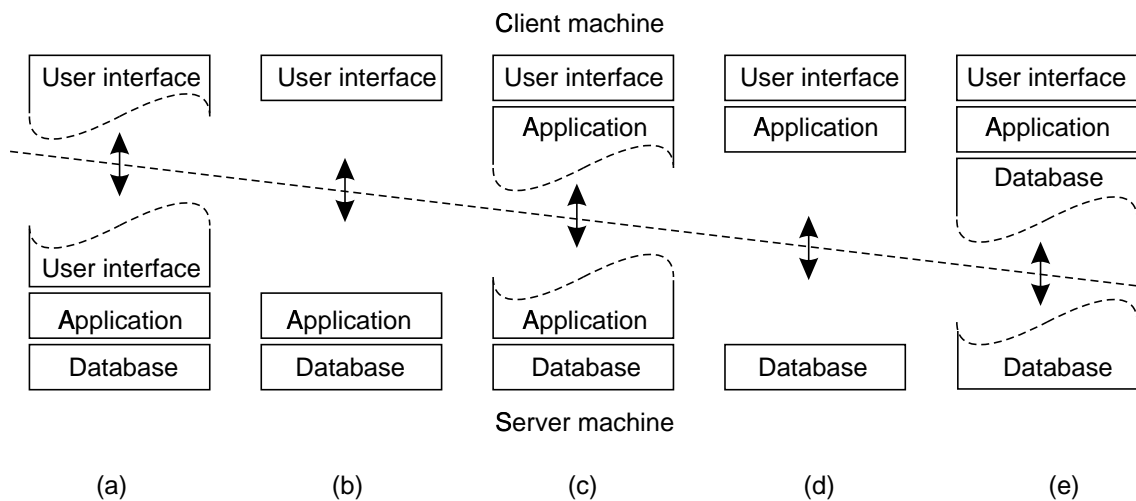 Client machine
User interface User interface User interface User interface User interface
Application Application Application
Database
User interface
Application Application Application
Database Database Database Database Database
Server machine
(a) (b) (c) (d) (e)